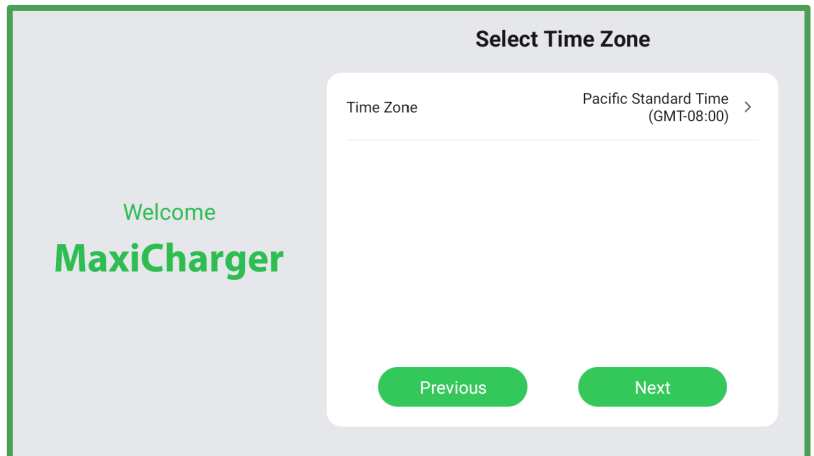 Select Time Zone
Time Zone
Pacific Standard Time
(GMT-08:00)
Welcome
MaxiCharger
Previous
Next